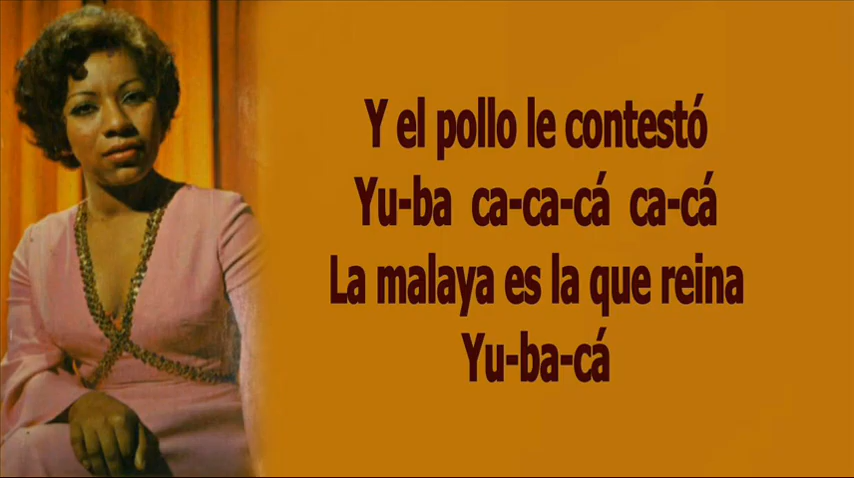 Y el pollo le contestó
Yu-ba ca-ca-cá ca-cá
La malaya es la que reina
Yu-ba-cá